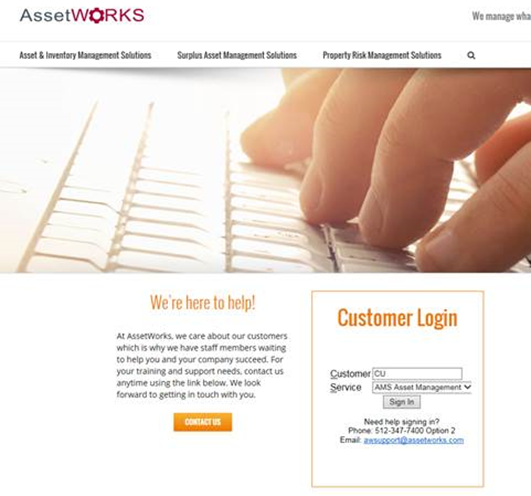 AssetWORKS
We manage wha
Asset & Inventory Management Solutions Surplus Asset Management Solutions Property Risk Management Solutions
We're here to help!
At AssetWorks, we care about our customers
which is why we have staff members waiting
to help you and your company succeed. For
your training and support needs, contact us
anytime using the link below. We look
forward to getting in touch with you.
CONTACT US
Customer Login
Customer CU
Service AMS Asset Management
Sign In
Need help signing in?
Phone: 512-347-7400 Option 2
Email: awsupport@assetworks.com